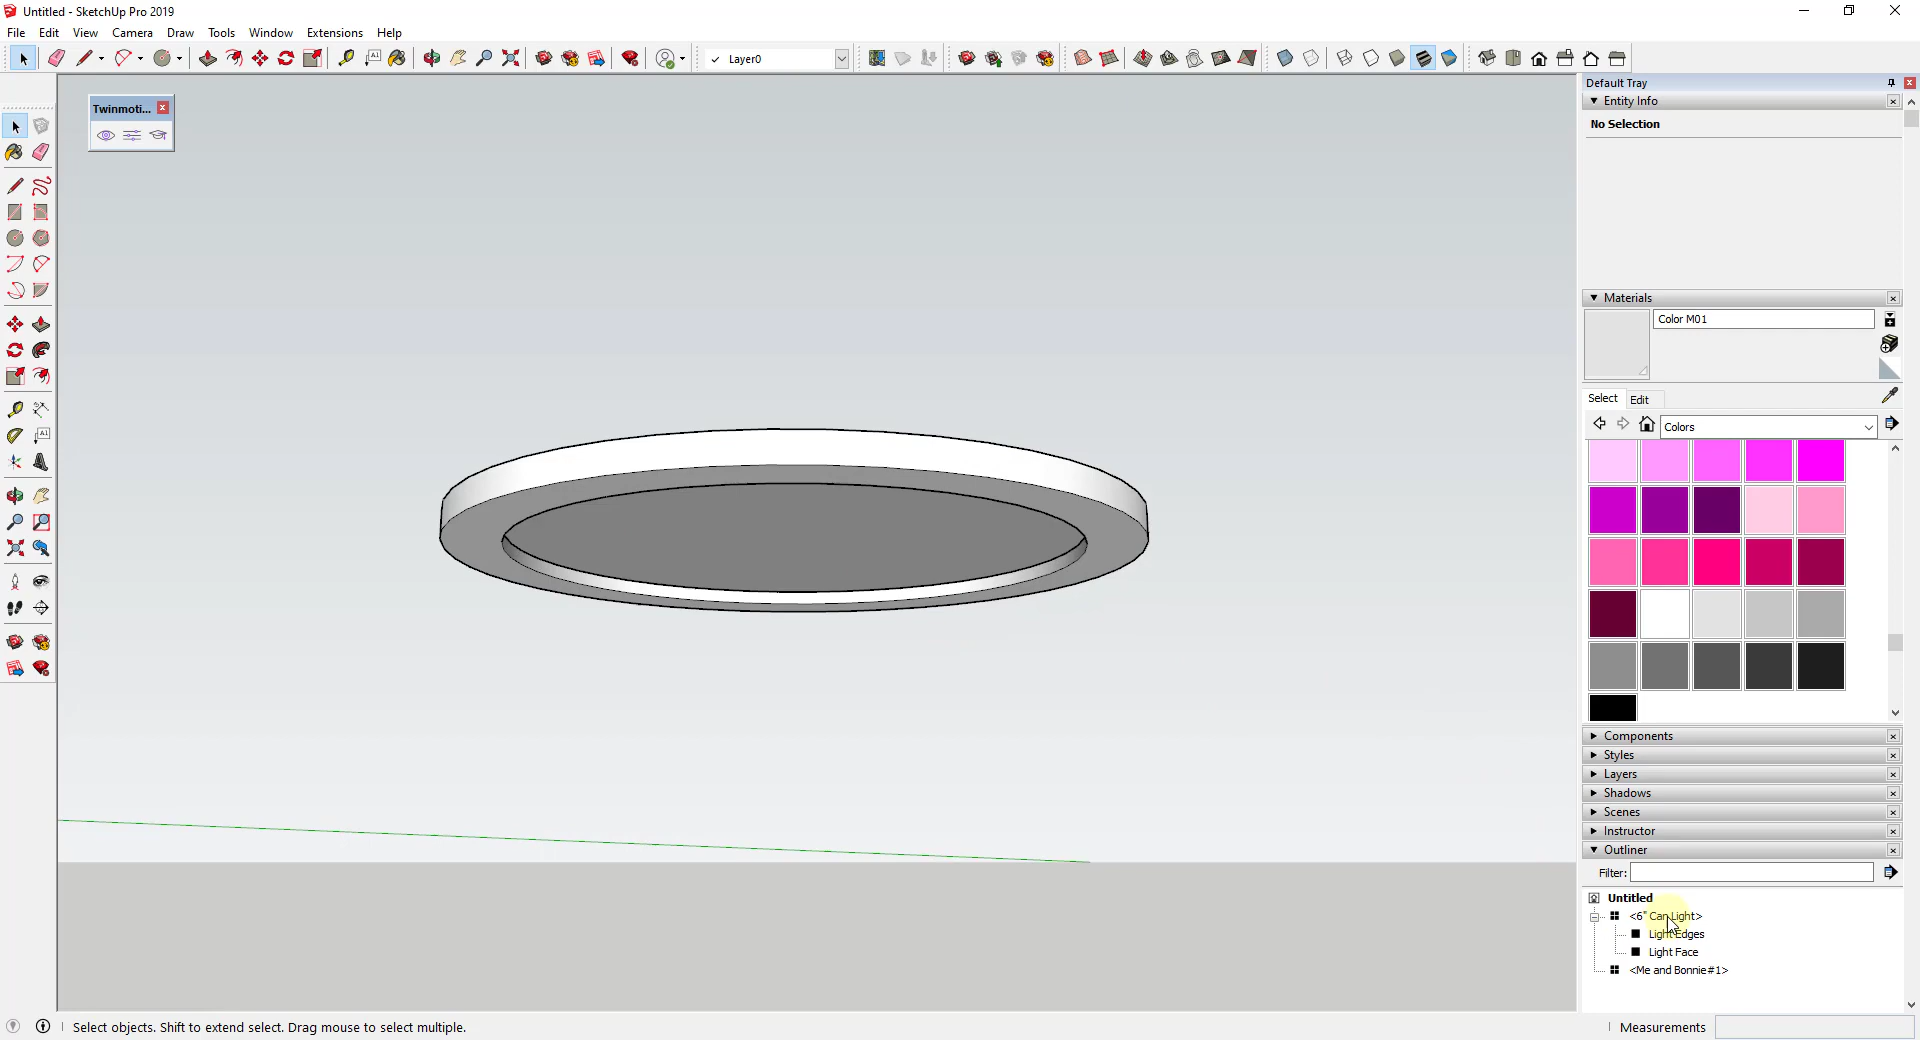 Untitled - SketchUp Pro 2019
File Edit View Camera Draw Tools Window Extensions Help
Layer0
Twinmoti...
Default Tray
Entity Info
No Selection
Materials
Color M01
Select Edit
Colors
Components
Styles
Layers
Shadows
Scenes
Instructor
Outliner
Filter:
Untitled
<6" Can Light>
Light Edges
Light Face
<Me and Bonnie#1>
Select objects. Shift to extend select. Drag mouse to select multiple.
Measurements